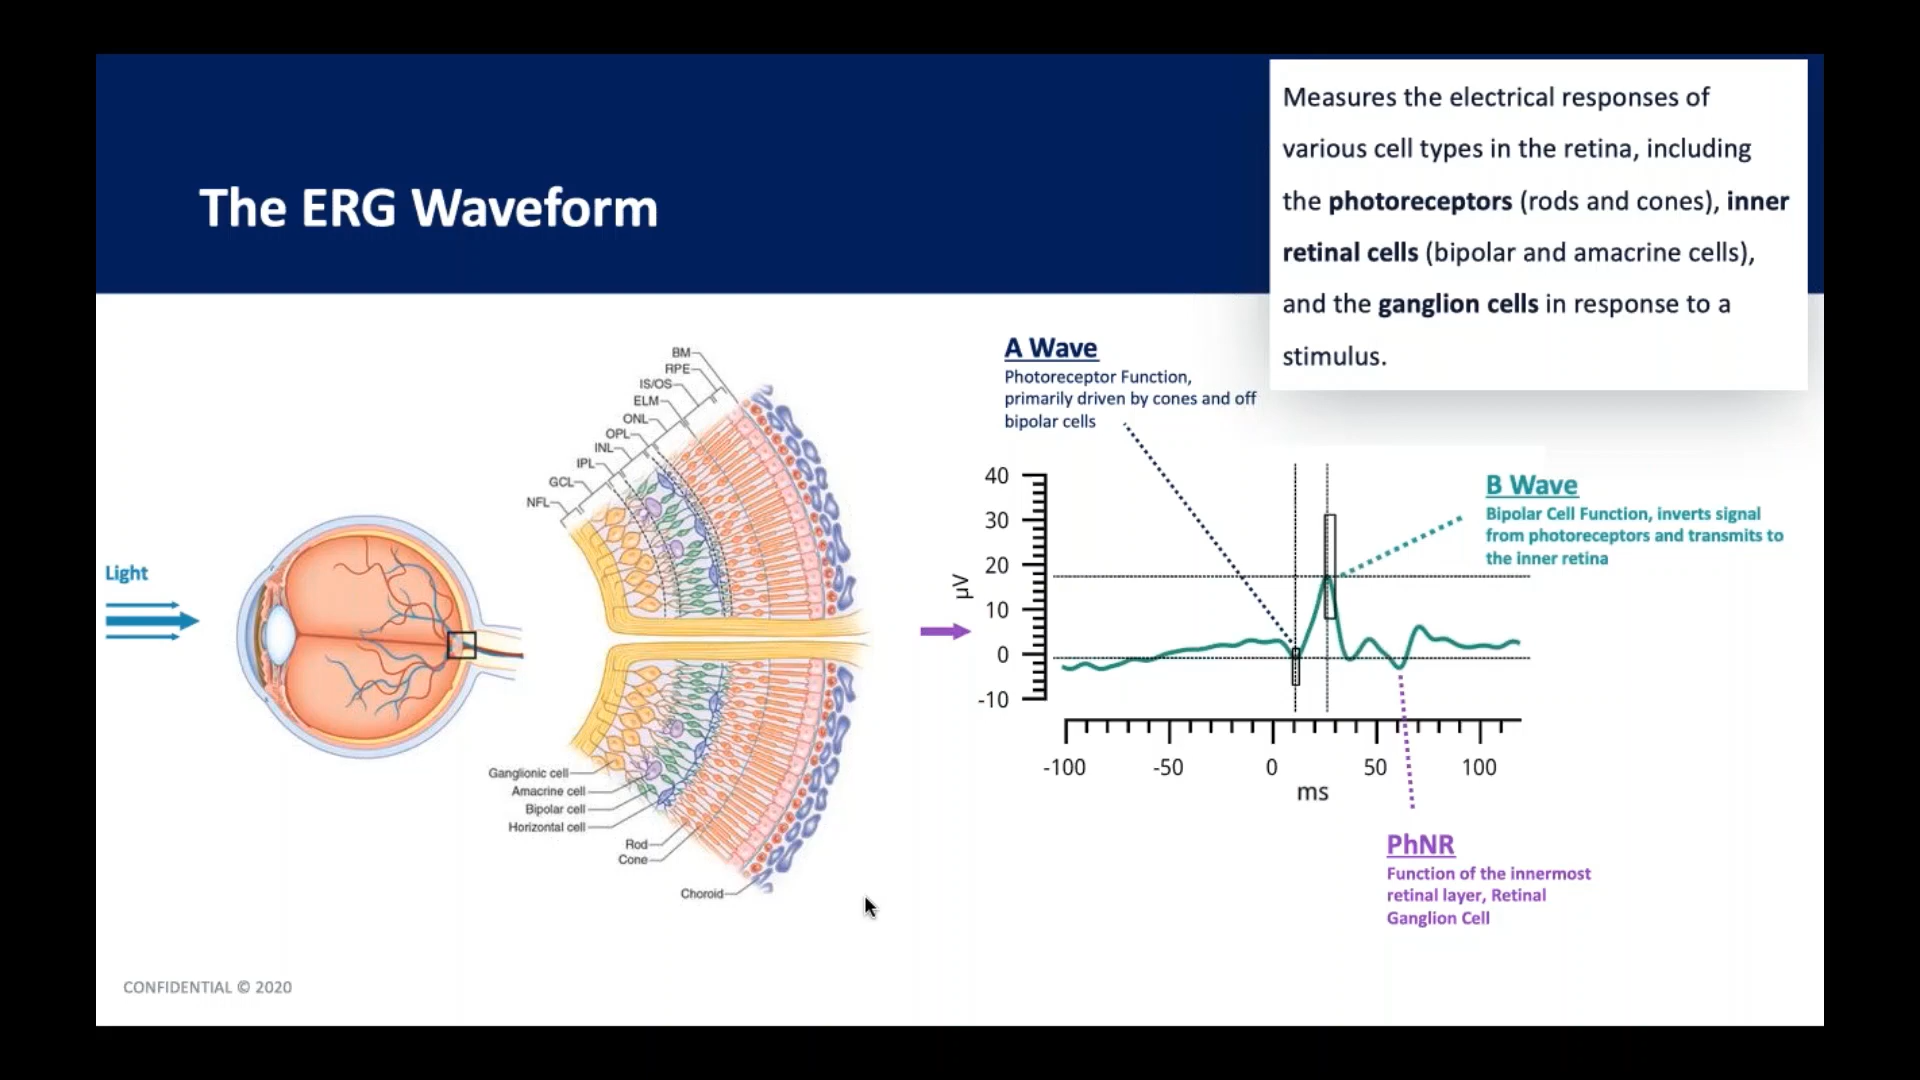 The ERG Waveform
Measures the electrical responses of
various cell types in the retina, including
the photoreceptors (rods and cones), inner
retinal cells (bipolar and amacrine cells),
and the ganglion cells in response to a
stimulus.
Light
BM
RPE
IS/OS
ELM
ONL
OPL
INL
IPL
GCL
NFL
Ganglionic cell
Amacrine cell
Bipolar cell
Horizontal cell
Rod
Cone
Choroid
A Wave
Photoreceptor Function,
primarily driven by cones and off
bipolar cells
B Wave
Bipolar Cell Function, inverts signal
from photoreceptors and transmits to
the inner retina
µV
40
30
20
10
0
-10
-100
-50
0
50
100
ms
PhNR
Function of the innermost
retinal layer, Retinal
Ganglion Cell
CONFIDENTIAL © 2020